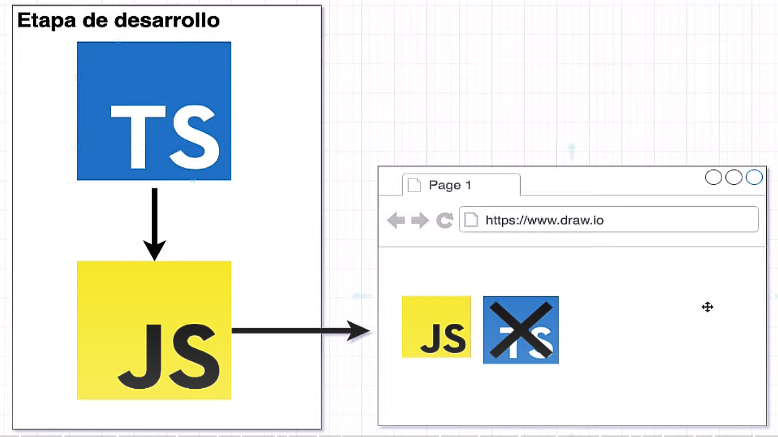 Etapa de desarrollo
TS
JS
Page 1
https://www.draw.io
JS
TS